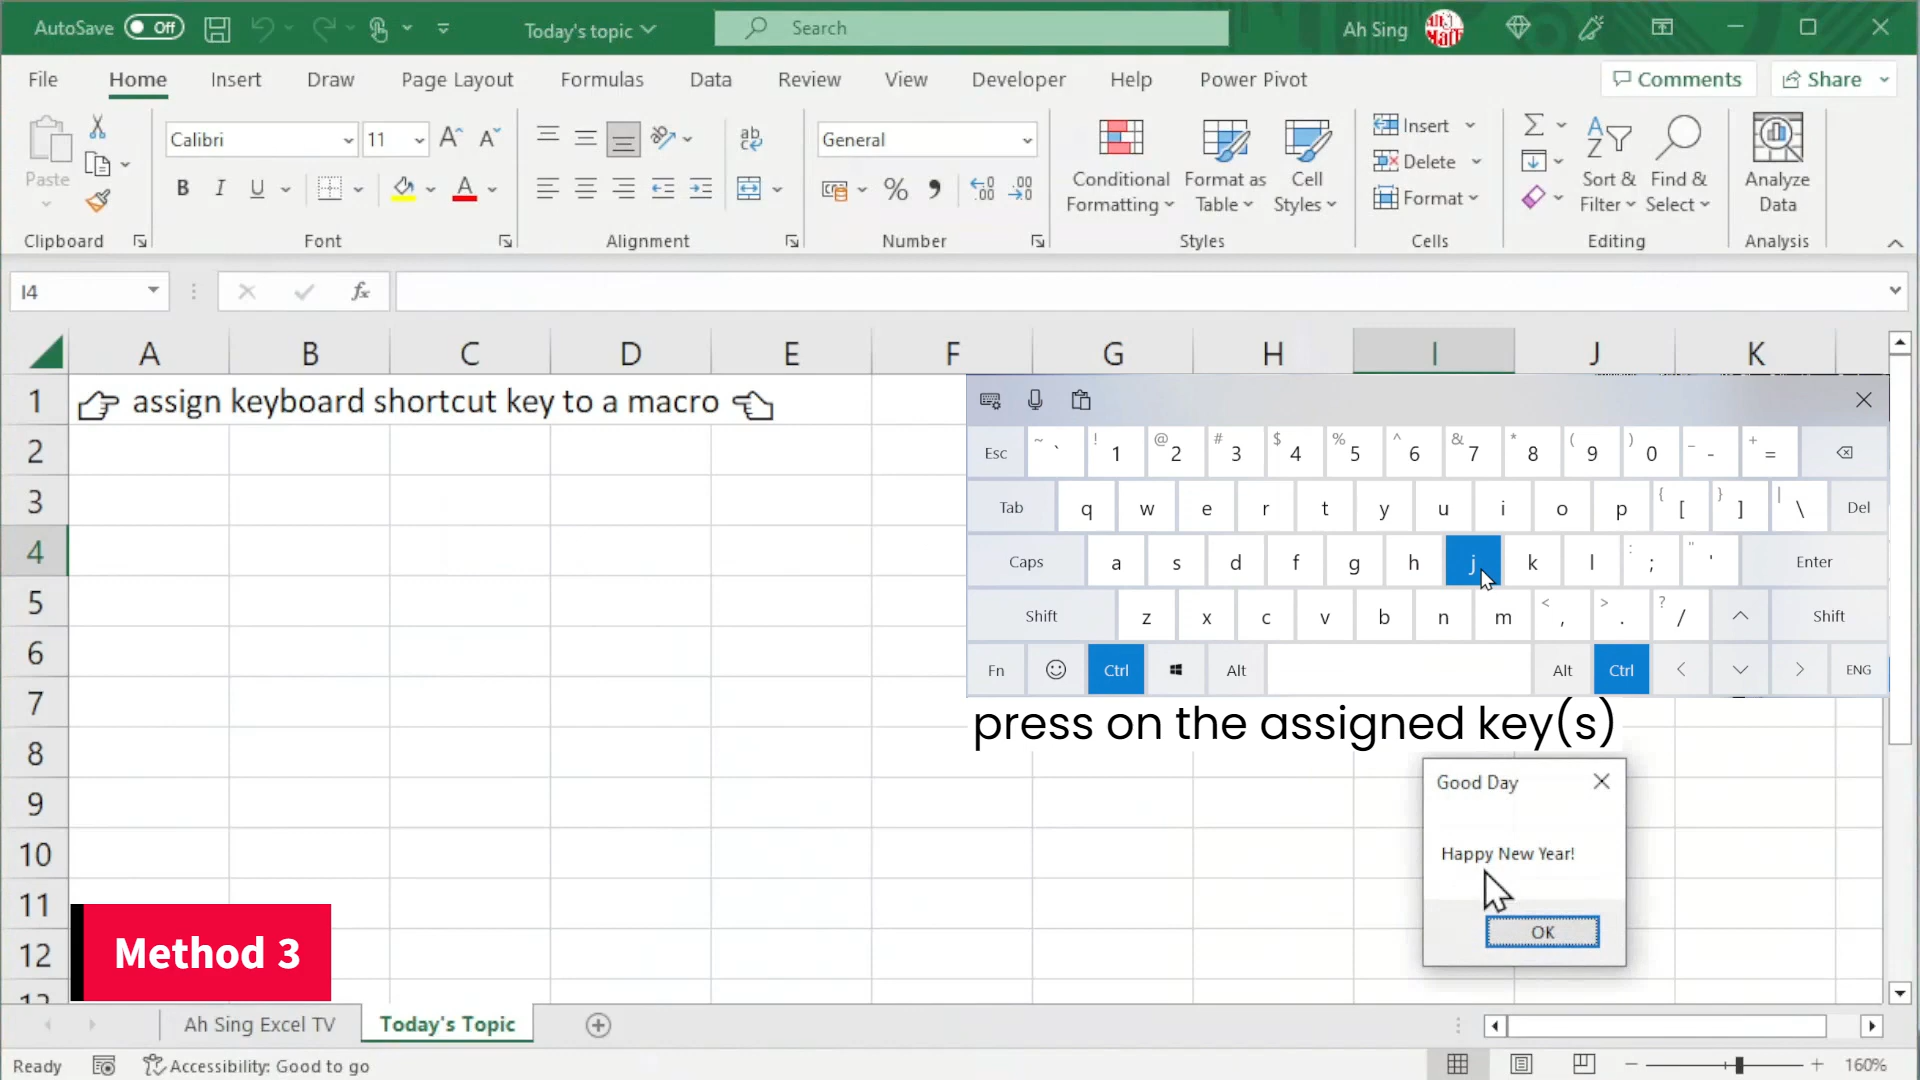 AutoSave Off Today's topic Search Ah Sing
File Home Insert Draw Page Layout Formulas Data Review View Developer Help Power Pivot Comments Share
Paste Calibri 11 General Conditional Formatting Format as Table Cell Styles Insert Delete Format Sort & Filter Find & Select Analyze Data
B I U A % ab c
Clipboard Font Alignment Number Styles Cells Editing Analysis
I4 fx
A B C D E F G H I J K
1 assign keyboard shortcut key to a macro
2
3
4
5
6
7
8
9
10
11
12
13
Esc ~ ` ! 1 @ 2 # 3 $ 4 % 5 ^ 6 & 7 * 8 ( 9 ) 0 _ - + =
Tab q w e r t y u i o p { [ } ] | \ Del
Caps a s d f g h j k l : ; " ' Enter
Shift z x c v b n m < , > . ? / Shift
Fn Ctrl Alt Alt Ctrl ENG
press on the assigned key(s)
Good Day
Happy New Year!
OK
Method 3
Ah Sing Excel TV Today's Topic
Ready Accessibility: Good to go 160%